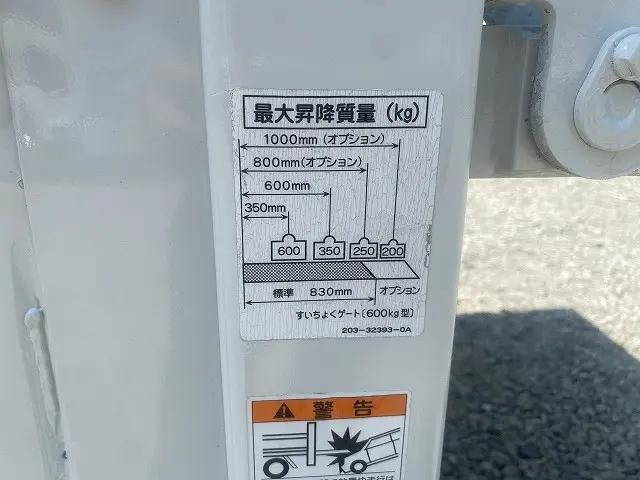 最大昇降質量(kg)
1000mm(オプション)
800mm(オプション)
600mm
350mm
600 350 250 200
標準 830mm オプション
すいちょくゲート〔600kg型〕
203-32393-0A
警告